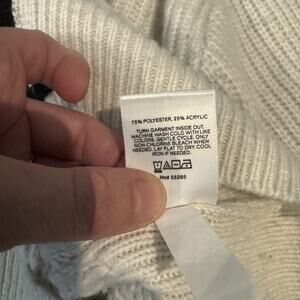 75% POLYESTER, 25% ACRYLIC
TURN GARMENT INSIDE OUT.
MACHINE WASH COLD WITH LIKE
COLORS, GENTLE CYCLE. ONLY
NON-CHLORINE BLEACH WHEN
NEEDED. LAY FLAT TO DRY, COOL
IRON IF NEEDED.
RN# 55285